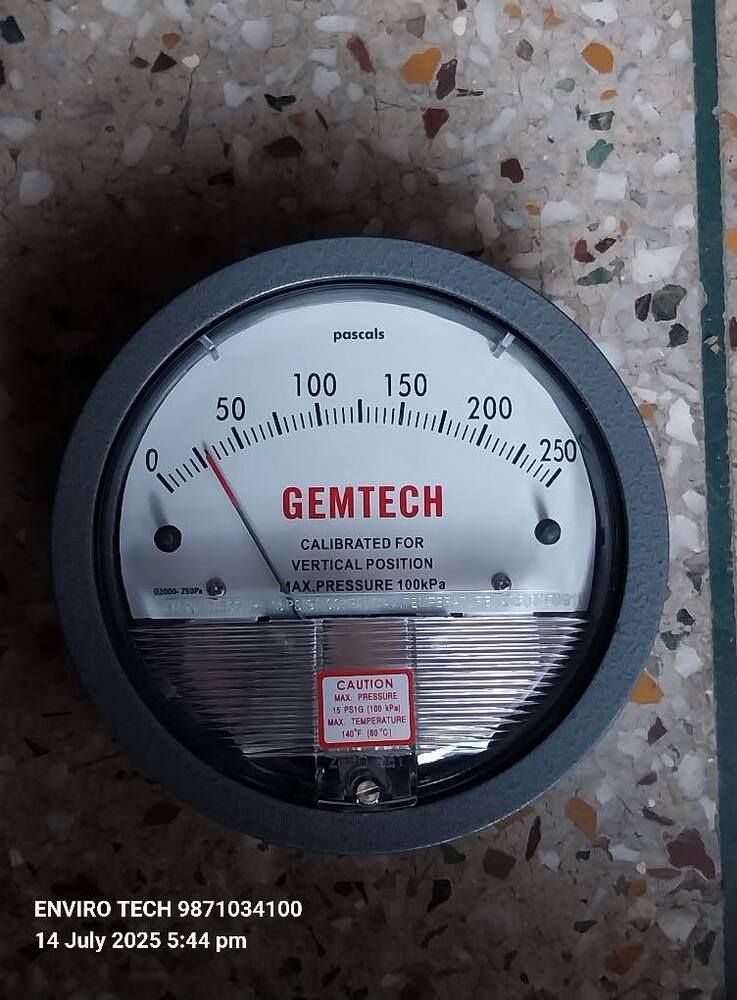 pascals
0 50 100 150 200 250
GEMTECH
CALIBRATED FOR
VERTICAL POSITION
MAX.PRESSURE 100kPa
G2000- 250Pa
CAUTION
MAX. PRESSURE
15 PSIG (100 kPa)
MAX. TEMPERATURE
140°F (60°C)
ENVIRO TECH 9871034100
14 July 2025 5:44 pm